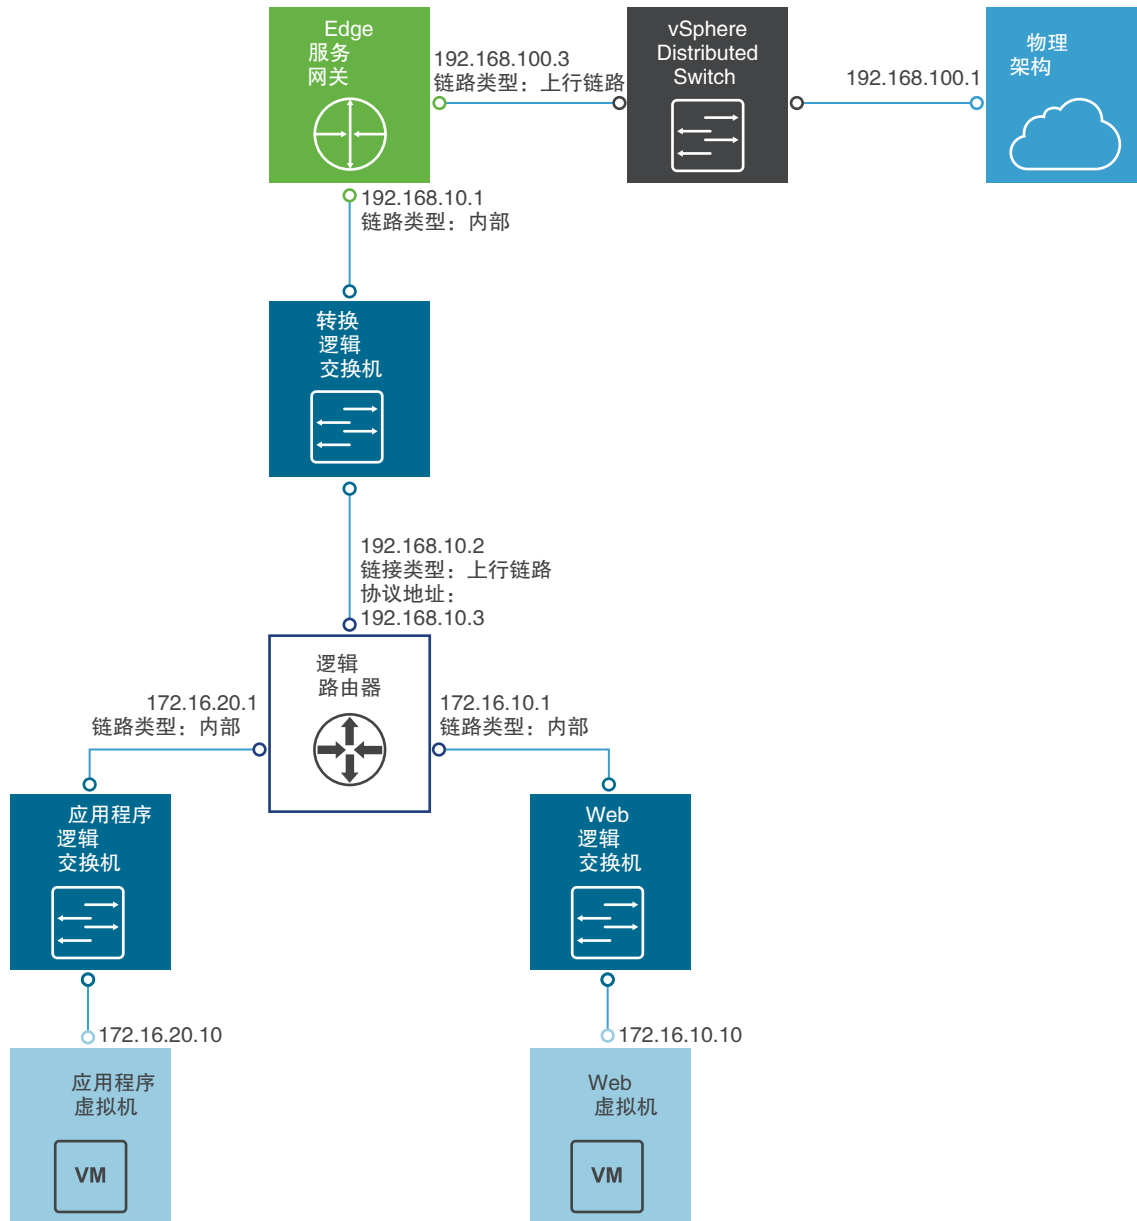 Edge
服务
网关
192.168.100.3
链路类型：上行链路
vSphere
Distributed
Switch
192.168.100.1
物理
架构
192.168.10.1
链路类型：内部
转换
逻辑
交换机
192.168.10.2
链接类型：上行链路
协议地址：
192.168.10.3
逻辑
路由器
172.16.20.1
链路类型：内部
172.16.10.1
链路类型：内部
应用程序
逻辑
交换机
Web
逻辑
交换机
172.16.20.10
172.16.10.10
应用程序
虚拟机
VM
Web
虚拟机
VM